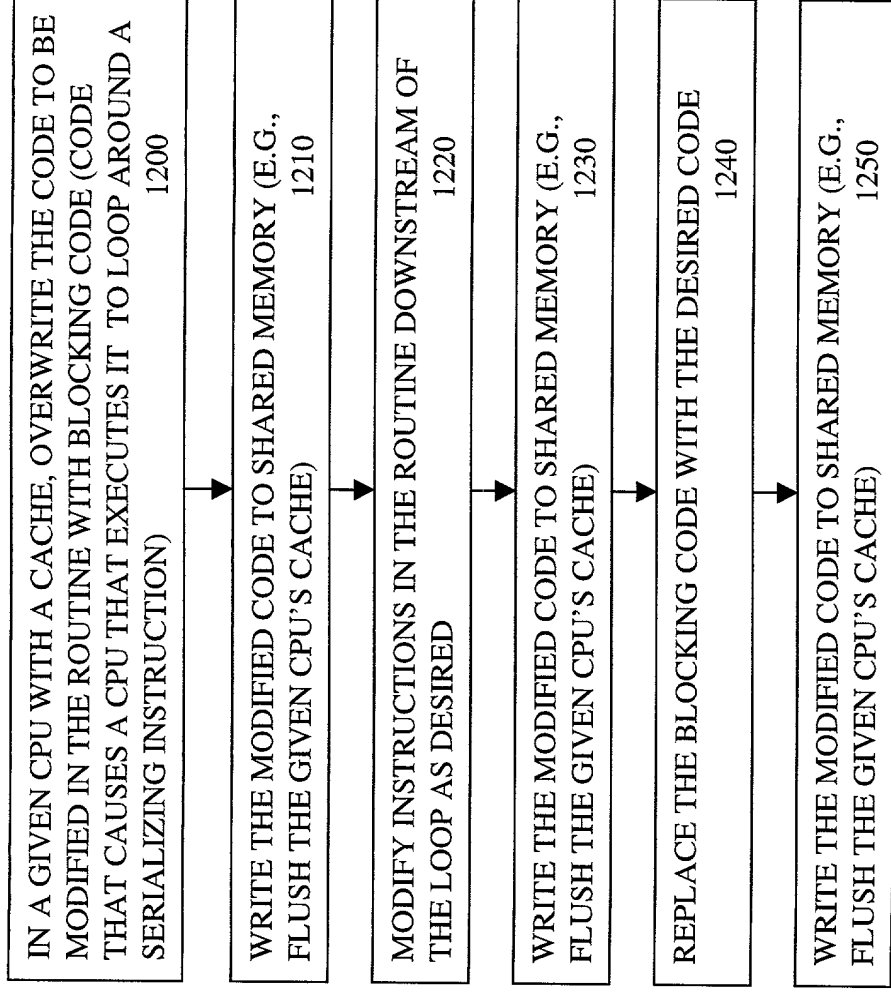 IN A GIVEN CPU WITH A CACHE, OVERWRITE THE CODE TO BE
MODIFIED IN THE ROUTINE WITH BLOCKING CODE (CODE
THAT CAUSES A CPU THAT EXECUTES IT TO LOOP AROUND A
SERIALIZING INSTRUCTION) 1200
WRITE THE MODIFIED CODE TO SHARED MEMORY (E.G.,
FLUSH THE GIVEN CPU'S CACHE) 1210
MODIFY INSTRUCTIONS IN THE ROUTINE DOWNSTREAM OF
THE LOOP AS DESIRED 1220
WRITE THE MODIFIED CODE TO SHARED MEMORY (E.G.,
FLUSH THE GIVEN CPU'S CACHE) 1230
REPLACE THE BLOCKING CODE WITH THE DESIRED CODE
1240
WRITE THE MODIFIED CODE TO SHARED MEMORY (E.G.,
FLUSH THE GIVEN CPU'S CACHE) 1250